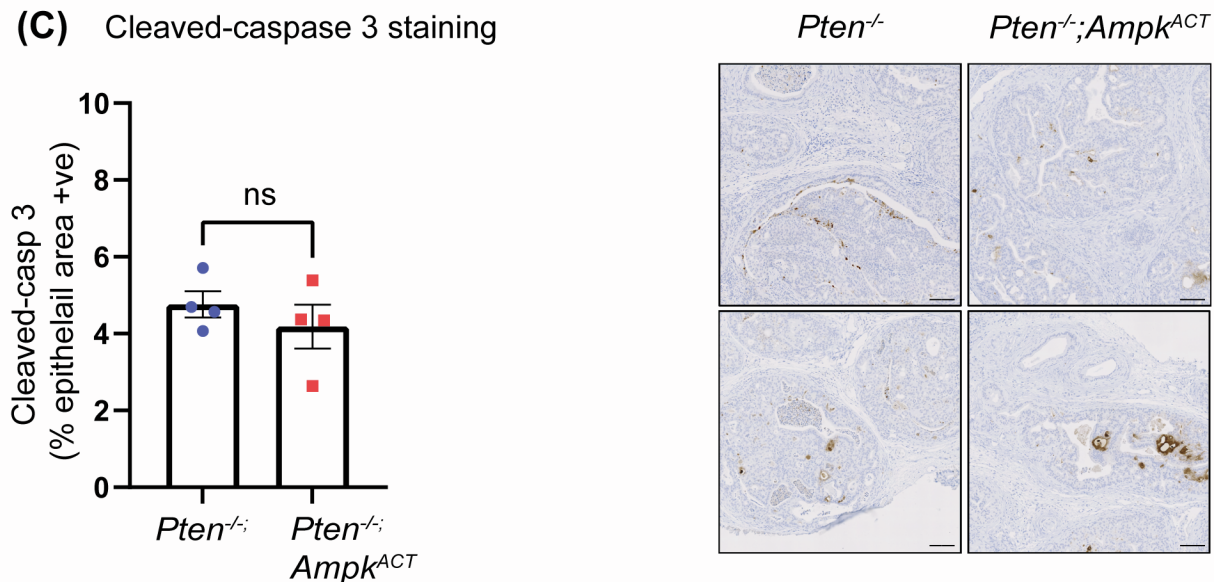 (C) Cleaved-caspase 3 staining
Pten-/-
Pten-/-;AmpkACT
Cleaved-casp 3
(% epithelail area +ve)
10
8
6
4
2
0
ns
Pten-/-;
Pten-/-;
AmpkACT